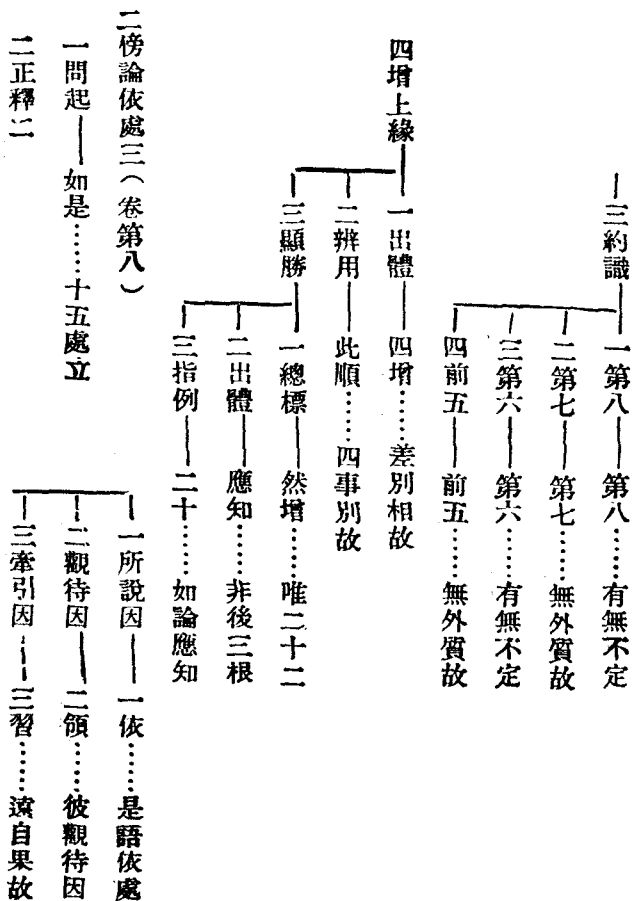 三約識——一第八——第八……有無不定
二第七——第七……無外質故
三第六——第六……有無不定
四前五——前五……無外質故
四增上緣——一出體——四增……差別相故
二辨用——此順……四事別故
三顯勝——一總標——然增……唯二十二
二出體——應知……非後三根
三指例——二十……如論應知
二傍論依處三（卷第八）
一問起——如是……十五處立
二正釋二
一所說因——一依……是語依處
二觀待因——二領……彼觀待因
三牽引因——三習……遠自果故